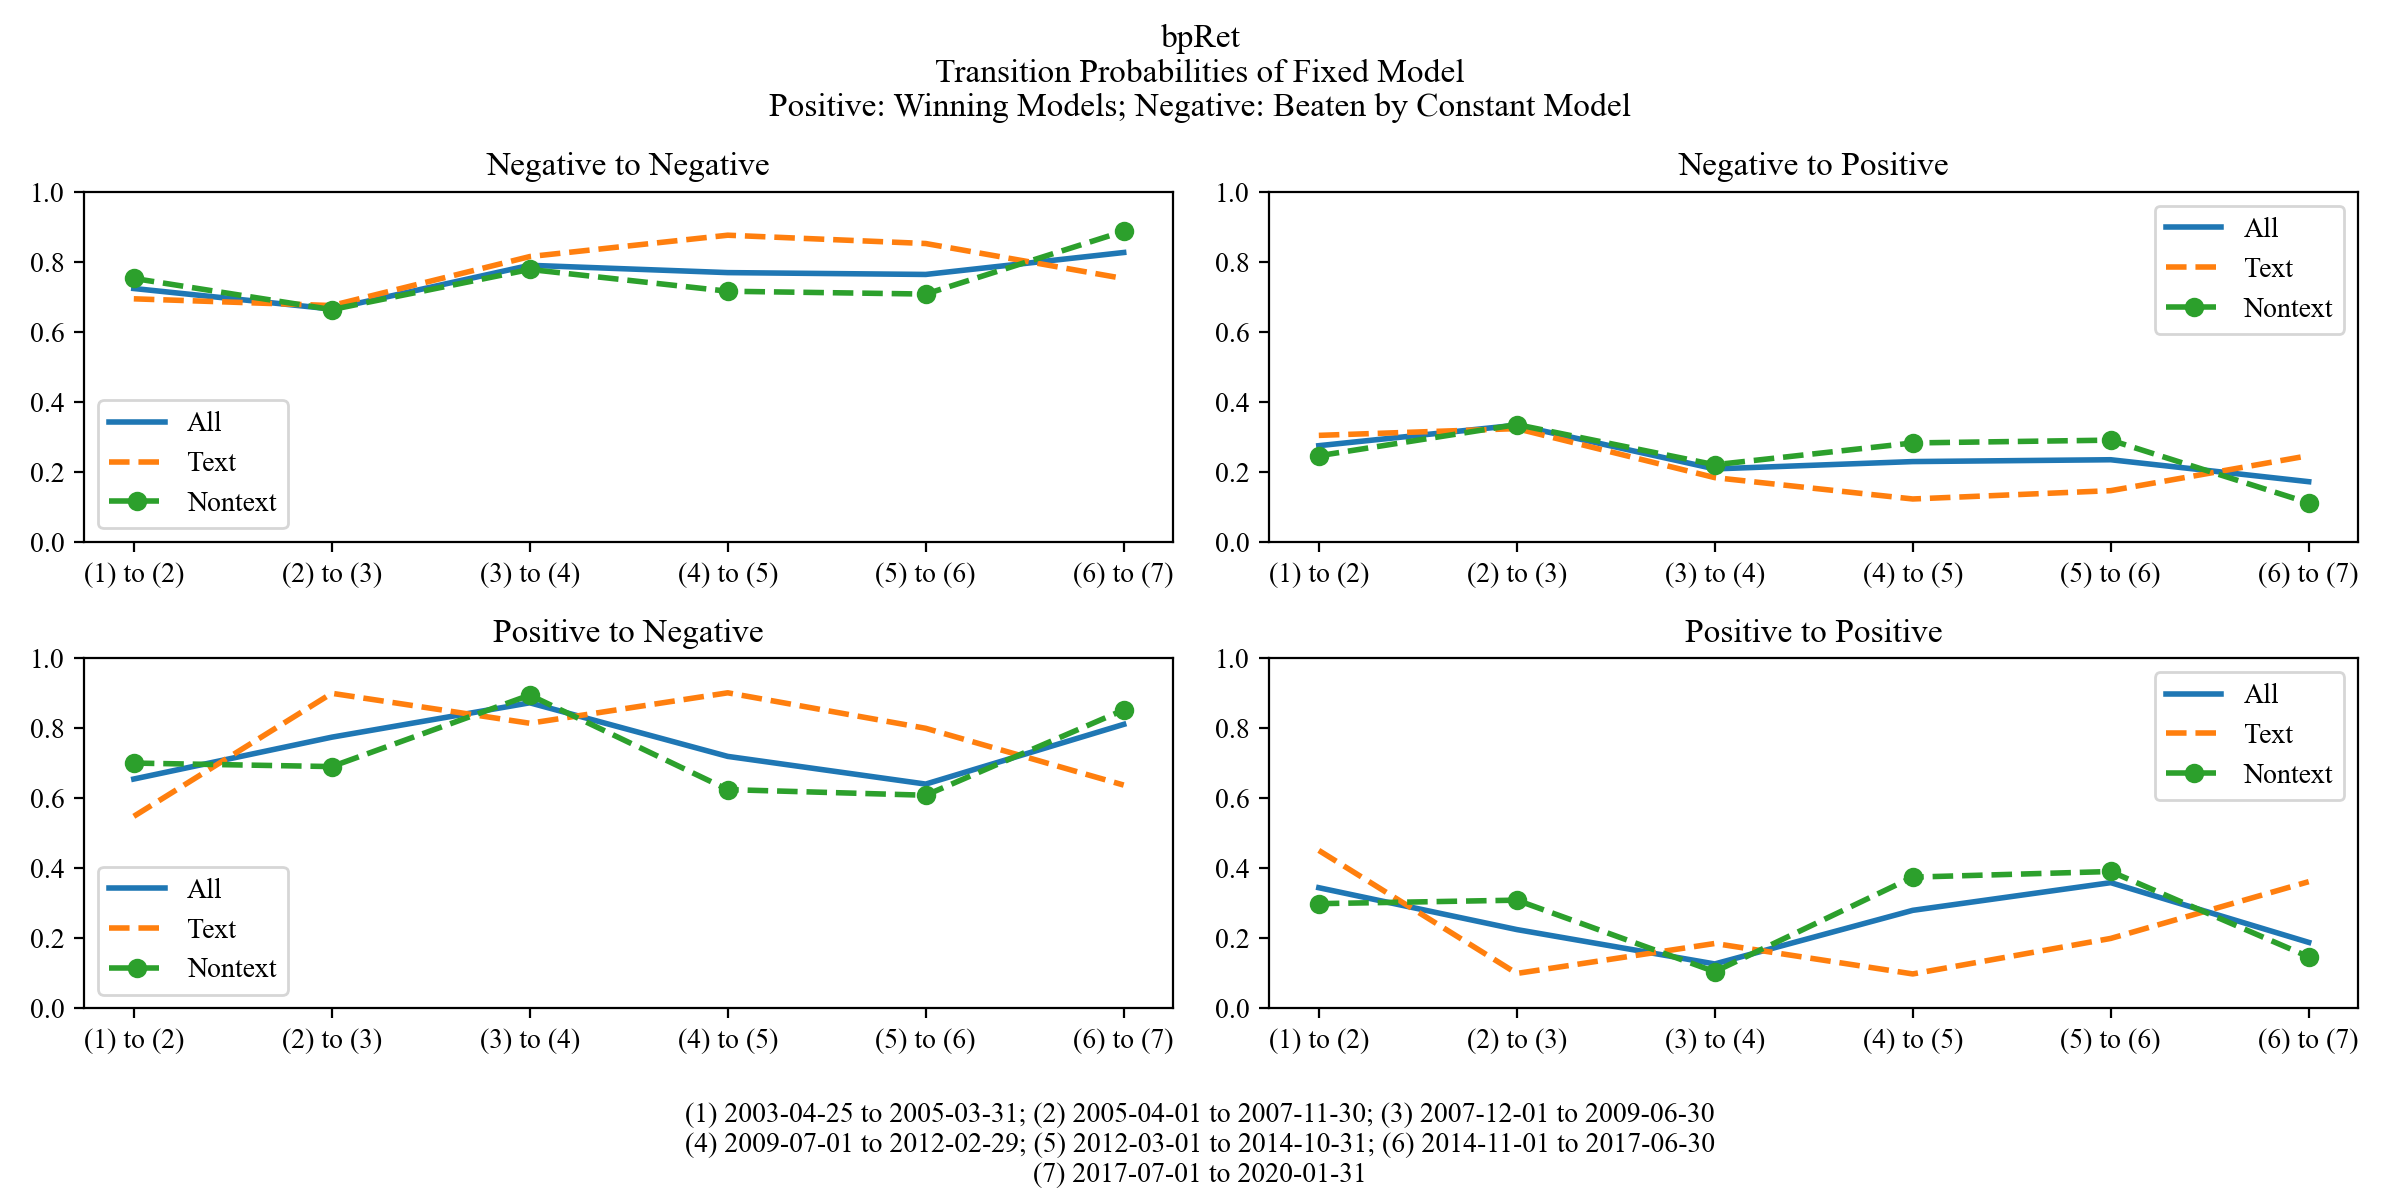 bpRet
Transition Probabilities of Fixed Model
Positive: Winning Models; Negative: Beaten by Constant Model
Negative to Negative
1.0
0.8
0.6
0.4
0.2
0.0
All
Text
Nontext
(1) to (2) (2) to (3) (3) to (4) (4) to (5) (5) to (6) (6) to (7)
Negative to Positive
1.0
0.8
0.6
0.4
0.2
0.0
All
Text
Nontext
(1) to (2) (2) to (3) (3) to (4) (4) to (5) (5) to (6) (6) to (7)
Positive to Negative
1.0
0.8
0.6
0.4
0.2
0.0
All
Text
Nontext
(1) to (2) (2) to (3) (3) to (4) (4) to (5) (5) to (6) (6) to (7)
Positive to Positive
1.0
0.8
0.6
0.4
0.2
0.0
All
Text
Nontext
(1) to (2) (2) to (3) (3) to (4) (4) to (5) (5) to (6) (6) to (7)
(1) 2003-04-25 to 2005-03-31; (2) 2005-04-01 to 2007-11-30; (3) 2007-12-01 to 2009-06-30
(4) 2009-07-01 to 2012-02-29; (5) 2012-03-01 to 2014-10-31; (6) 2014-11-01 to 2017-06-30
(7) 2017-07-01 to 2020-01-31